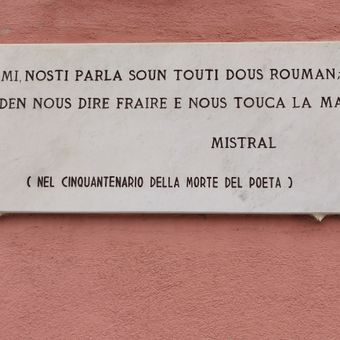 MI, NOSTI PARLA SOUN TOUTI DOUS ROUMAN;
DEN NOUS DIRE FRAIRE E NOUS TOUCA LA MA
MISTRAL
( NEL CINQUANTENARIO DELLA MORTE DEL POETA )